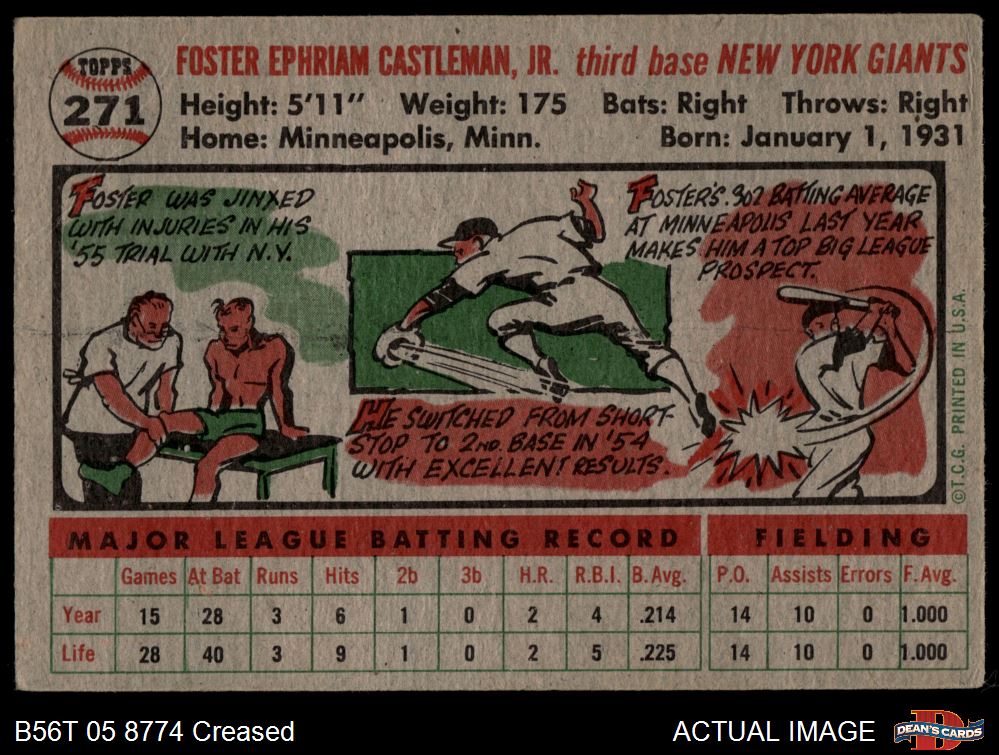 TOPPS
271
FOSTER EPHRIAM CASTLEMAN, JR. third base NEW YORK GIANTS
Height: 5'11" Weight: 175 Bats: Right Throws: Right
Home: Minneapolis, Minn. Born: January 1, 1931
FOSTER WAS JINXED
WITH INJURIES IN HIS
'55 TRIAL WITH N.Y.
HE SWITCHED FROM SHORT-
STOP TO 2ND. BASE IN '54
WITH EXCELLENT RESULTS.
FOSTER'S .302 BATTING AVERAGE
AT MINNEAPOLIS LAST YEAR
MAKES HIM A TOP BIG LEAGUE
PROSPECT.
©T.C.G. PRINTED IN U.S.A.
MAJOR LEAGUE BATTING RECORD FIELDING
Games At Bat Runs Hits 2b 3b H.R. R.B.I. B.Avg. P.O. Assists Errors F.Avg.
Year 15 28 3 6 1 0 2 4 .214 14 10 0 1.000
Life 28 40 3 9 1 0 2 5 .225 14 10 0 1.000
B56T 05 8774 Creased ACTUAL IMAGE
DEAN'S CARDS